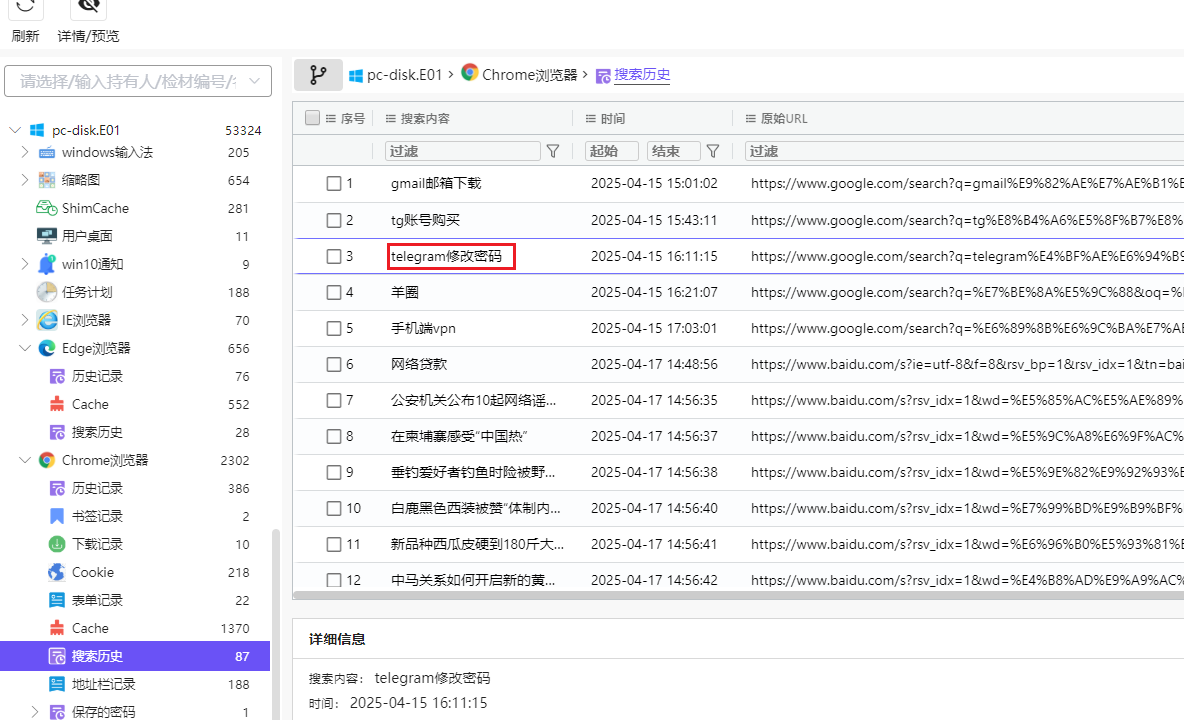 刷新 详情/预览
请选择/输入持有人/检材编号/
pc-disk.E01 53324
windows输入法 205
缩略图 654
ShimCache 281
用户桌面 11
win10通知 9
任务计划 188
IE浏览器 70
Edge浏览器 656
历史记录 76
Cache 552
搜索历史 28
Chrome浏览器 2302
历史记录 386
书签记录 2
下载记录 10
Cookie 218
表单记录 22
Cache 1370
搜索历史 87
地址栏记录 188
保存的密码 1
pc-disk.E01 › Chrome浏览器 › 搜索历史
序号 搜索内容 时间 原始URL
过滤 起始 结束 过滤
1 gmail邮箱下载 2025-04-15 15:01:02 https://www.google.com/search?q=gmail%E9%82%AE%E7%AE%B1%E
2 tg账号购买 2025-04-15 15:43:11 https://www.google.com/search?q=tg%E8%B4%A6%E5%8F%B7%E8%
3 telegram修改密码 2025-04-15 16:11:15 https://www.google.com/search?q=telegram%E4%BF%AE%E6%94%B9
4 羊圈 2025-04-15 16:21:07 https://www.google.com/search?q=%E7%BE%8A%E5%9C%88&oq=%
5 手机端vpn 2025-04-15 17:03:01 https://www.google.com/search?q=%E6%89%8B%E6%9C%BA%E7%AB
6 网络贷款 2025-04-17 14:48:56 https://www.baidu.com/s?ie=utf-8&f=8&rsv_bp=1&rsv_idx=1&tn=bai
7 公安机关公布10起网络谣... 2025-04-17 14:56:35 https://www.baidu.com/s?rsv_idx=1&wd=%E5%85%AC%E5%AE%89%
8 在柬埔寨感受“中国热” 2025-04-17 14:56:37 https://www.baidu.com/s?rsv_idx=1&wd=%E5%9C%A8%E6%9F%AC%
9 垂钓爱好者钓鱼时险被野... 2025-04-17 14:56:38 https://www.baidu.com/s?rsv_idx=1&wd=%E5%9E%82%E9%92%93%E
10 白鹿黑色西装被赞“体制内... 2025-04-17 14:56:40 https://www.baidu.com/s?rsv_idx=1&wd=%E7%99%BD%E9%B9%BF%
11 新品种西瓜皮硬到180斤大... 2025-04-17 14:56:41 https://www.baidu.com/s?rsv_idx=1&wd=%E6%96%B0%E5%93%81%E
12 中马关系如何开启新的黄... 2025-04-17 14:56:42 https://www.baidu.com/s?rsv_idx=1&wd=%E4%B8%AD%E9%A9%AC%
详细信息
搜索内容： telegram修改密码
时间： 2025-04-15 16:11:15